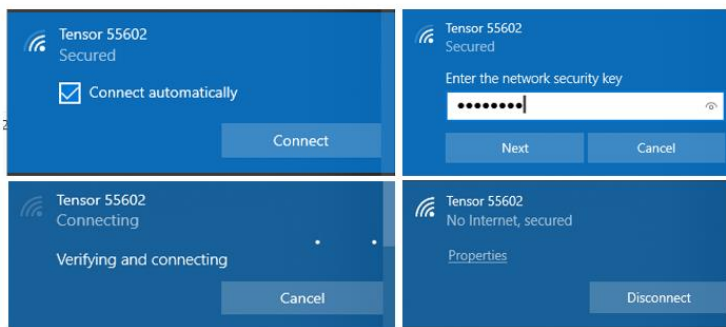 Tensor 55602
Secured
Connect automatically
Connect
Tensor 55602
Secured
Enter the network security key
Next
Cancel
Tensor 55602
Connecting
Verifying and connecting
Cancel
Tensor 55602
No Internet, secured
Properties
Disconnect